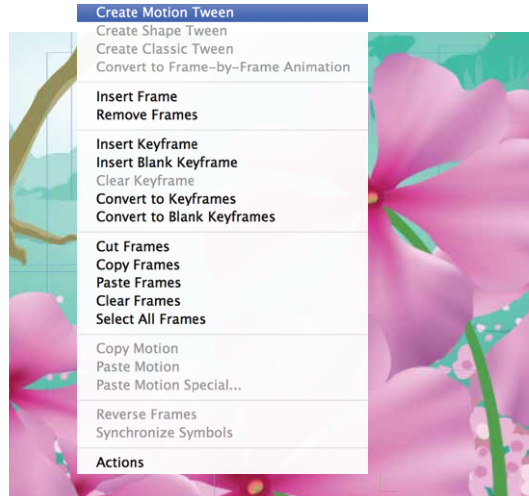 Create Motion Tween
Create Shape Tween
Create Classic Tween
Convert to Frame-by-Frame Animation
Insert Frame
Remove Frames
Insert Keyframe
Insert Blank Keyframe
Clear Keyframe
Convert to Keyframes
Convert to Blank Keyframes
Cut Frames
Copy Frames
Paste Frames
Clear Frames
Select All Frames
Copy Motion
Paste Motion
Paste Motion Special...
Reverse Frames
Synchronize Symbols
Actions